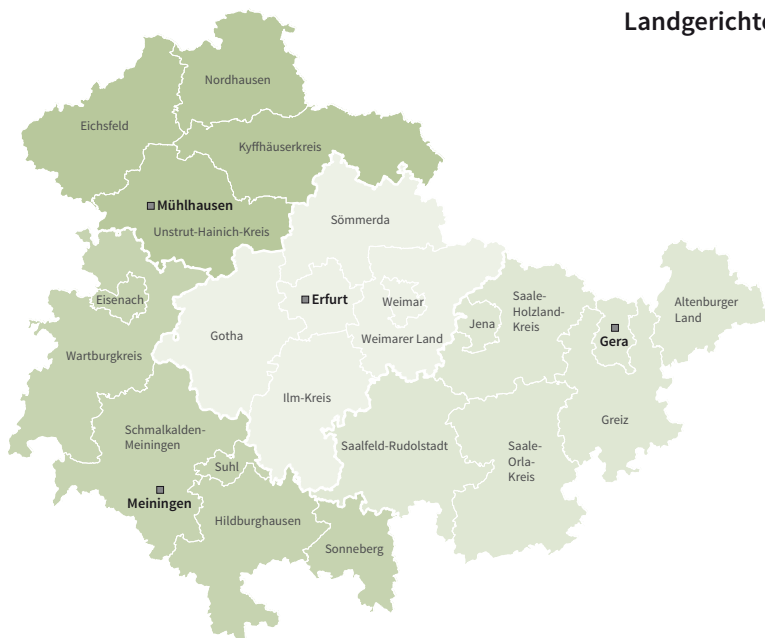 Landgerichte
Nordhausen
Eichsfeld
Kyffhäuserkreis
Mühlhausen
Unstrut-Hainich-Kreis
Sömmerda
Eisenach
Erfurt
Weimar
Saale-
Holzland-
Kreis
Altenburger
Land
Jena
Gotha
Weimarer Land
Gera
Wartburgkreis
Ilm-Kreis
Greiz
Schmalkalden-
Meiningen
Saalfeld-Rudolstadt
Saale-
Orla-
Kreis
Suhl
Meiningen
Hildburghausen
Sonneberg